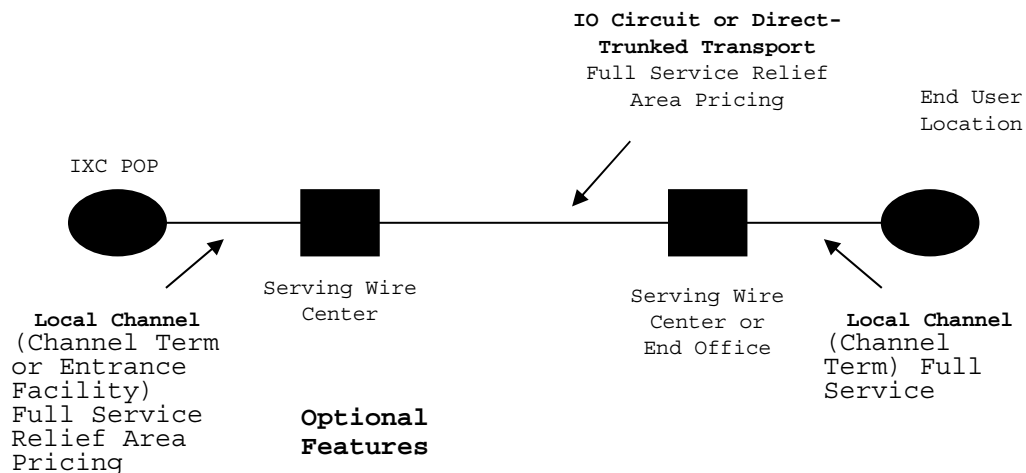 IO Circuit or Direct-
Trunked Transport
Full Service Relief
Area Pricing
End User
Location
IXC POP
Serving Wire
Center
Serving Wire
Center or
End Office
Local Channel
(Channel Term
or Entrance
Facility)
Full Service
Relief Area
Pricing
Local Channel
(Channel
Term) Full
Service
Optional
Features